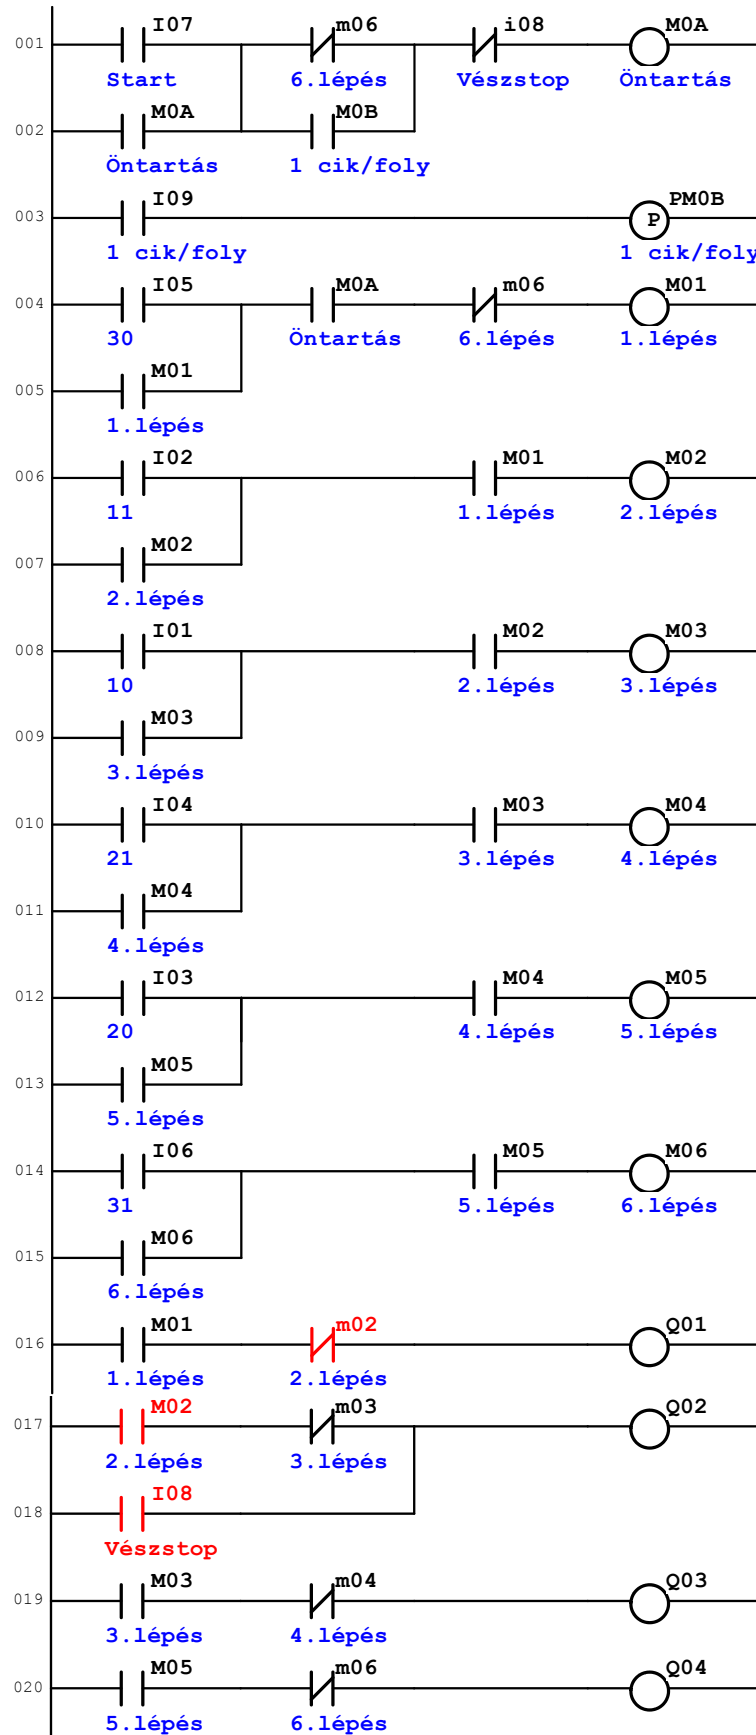 I07 m06 i08 M0A
001
Start 6.lépés Vészstop Öntartás
M0A M0B
002
Öntartás 1 cik/foly
I09 PM0B
003 P
1 cik/foly 1 cik/foly
I05 M0A m06 M01
004
30 Öntartás 6.lépés 1.lépés
M01
005
1.lépés
I02 M01 M02
006
11 1.lépés 2.lépés
M02
007
2.lépés
I01 M02 M03
008
10 2.lépés 3.lépés
M03
009
3.lépés
I04 M03 M04
010
21 3.lépés 4.lépés
M04
011
4.lépés
I03 M04 M05
012
20 4.lépés 5.lépés
M05
013
5.lépés
I06 M05 M06
014
31 5.lépés 6.lépés
M06
015
6.lépés
M01 m02 Q01
016
1.lépés 2.lépés
M02 m03 Q02
017
2.lépés 3.lépés
I08
018
Vészstop
M03 m04 Q03
019
3.lépés 4.lépés
M05 m06 Q04
020
5.lépés 6.lépés